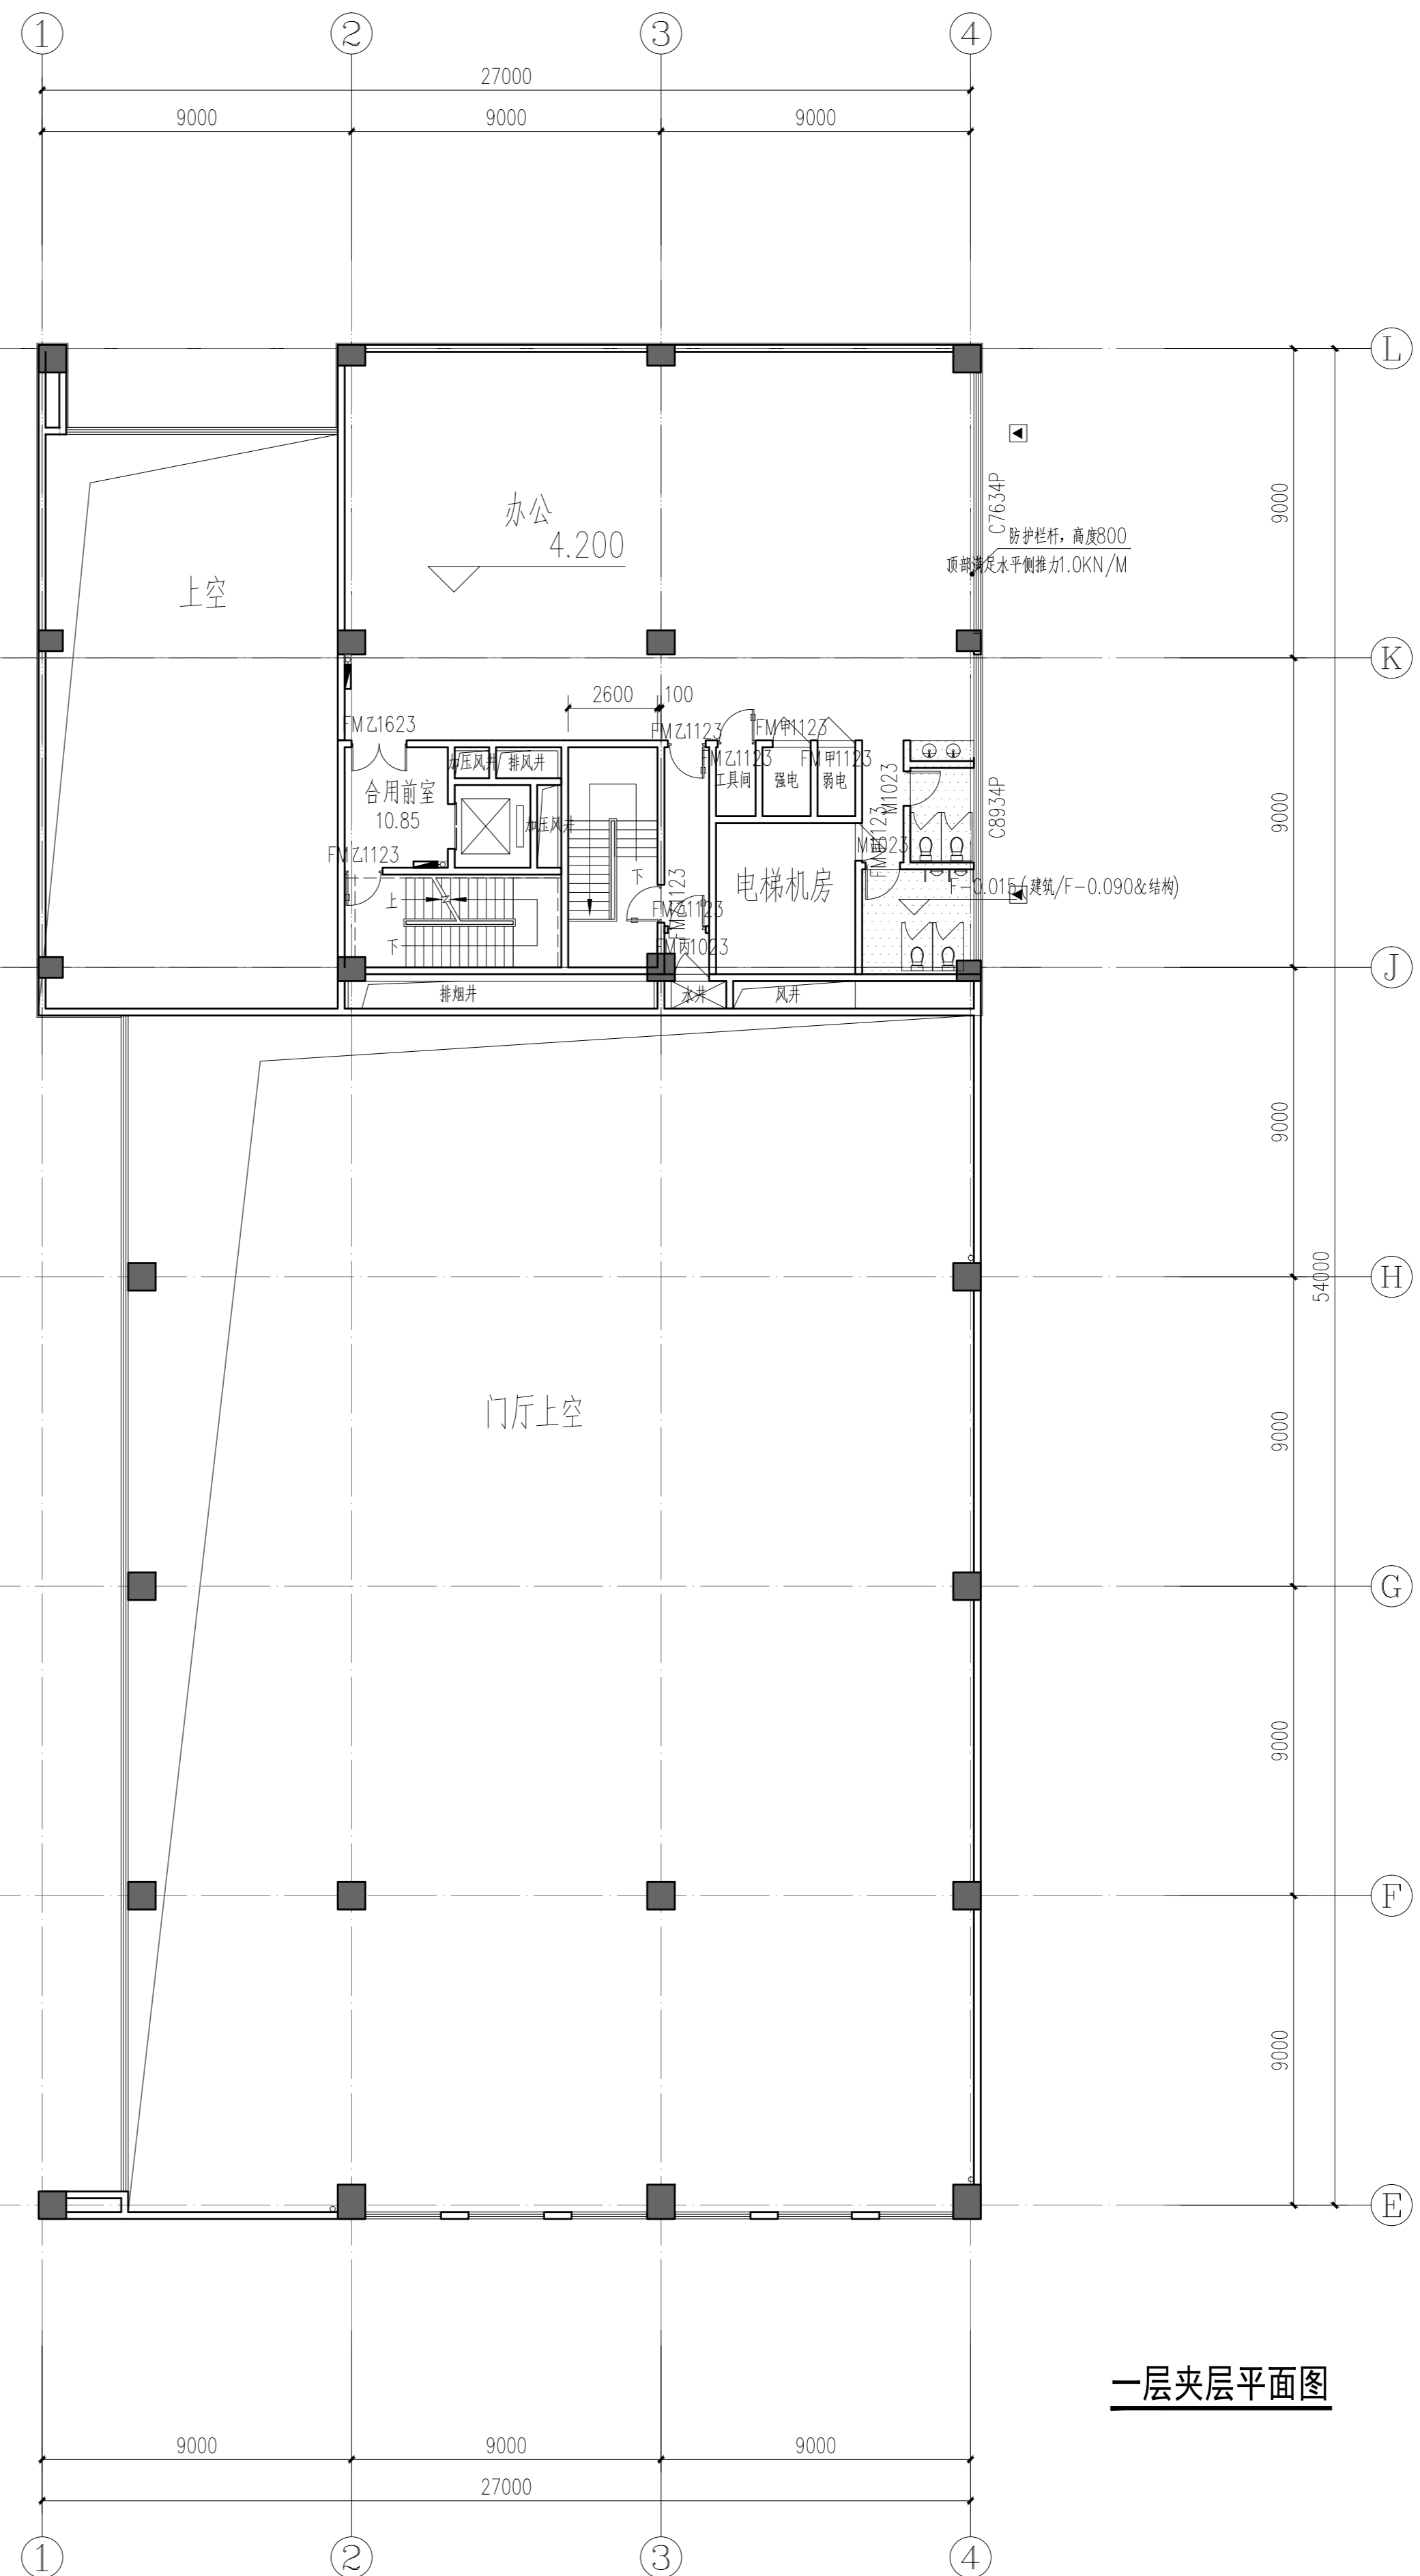 1
2
3
4
27000
9000
9000
9000
L
办公
4.200
上空
C7634P
防护栏杆，高度800
顶部满足水平侧推力1.0KN/M
9000
K
2600
100
FM乙1623
FM乙1123
FM甲1123
FM乙1123
FM甲1123
加压风井
排风井
工具间
强电
弱电
M1023
C8934P
9000
合用前室
10.85
加压风井
FM乙1123
下
电梯机房
上
下
FM乙1123
FM丙1023
F-0.015(建筑/F-0.090&结构)
J
排烟井
水井
风井
9000
H
54000
门厅上空
9000
G
9000
F
9000
E
一层夹层平面图
9000
9000
9000
27000
1
2
3
4